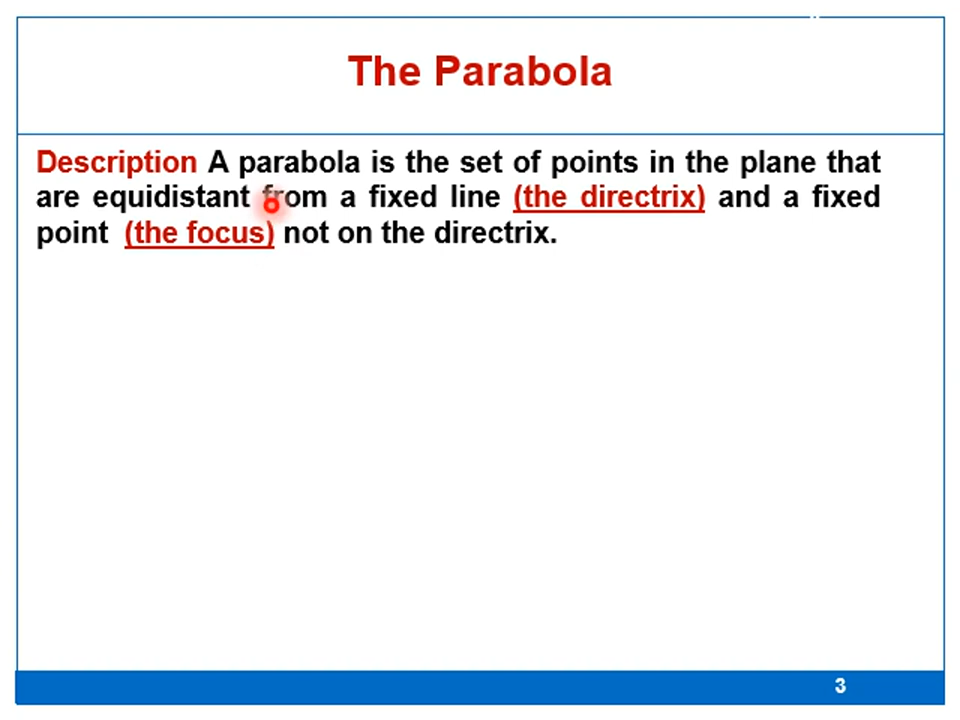 The Parabola
Description A parabola is the set of points in the plane that
are equidistant from a fixed line (the directrix) and a fixed
point (the focus) not on the directrix.
3